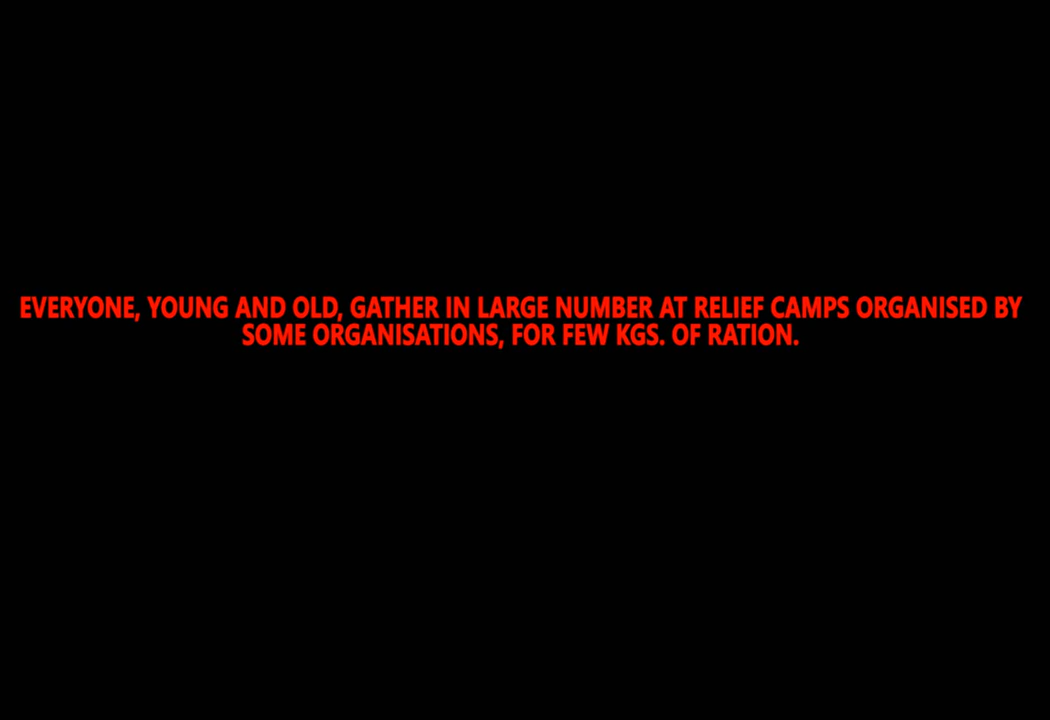 EVERYONE, YOUNG AND OLD, GATHER IN LARGE NUMBER AT RELIEF CAMPS ORGANISED BY
SOME ORGANISATIONS, FOR FEW KGS. OF RATION.